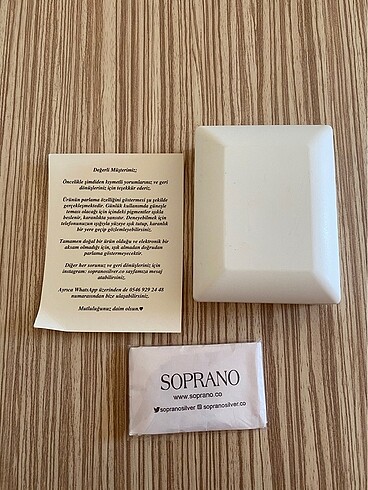 Değerli Müşterimiz;
Öncelikle şimdiden kıymetli yorumlarınız ve geri
dönüşleriniz için teşekkür ederiz.
Ürünün parlama özelliğini göstermesi şu şekilde
gerçekleşmektedir. Günlük kullanımda güneşle
teması olacağı için içindeki pigmentler ışıkla
beslenir, karanlıkta yansıtır. Deneyebilmek için
telefonunuzun ışığıyla yüzeye ışık tutup, karanlık
bir yere geçip gözlemleyebilirsiniz.
Tamamen doğal bir ürün olduğu ve elektronik bir
aksam olmadığı için, ışık almadan doğrudan
parlama göstermeyecektir.
Diğer her sorunuz ve geri dönüşleriniz için
instagram: sopranosilver.co sayfamıza mesaj
atabilirsiniz.
Ayrıca WhatsApp üzerinden de 0546 929 24 48
numarasından bize ulaşabilirsiniz.
Mutluluğunuz daim olsun.♥
SOPRANO
www.soprano.co
sopranosilver sopranosilver.co